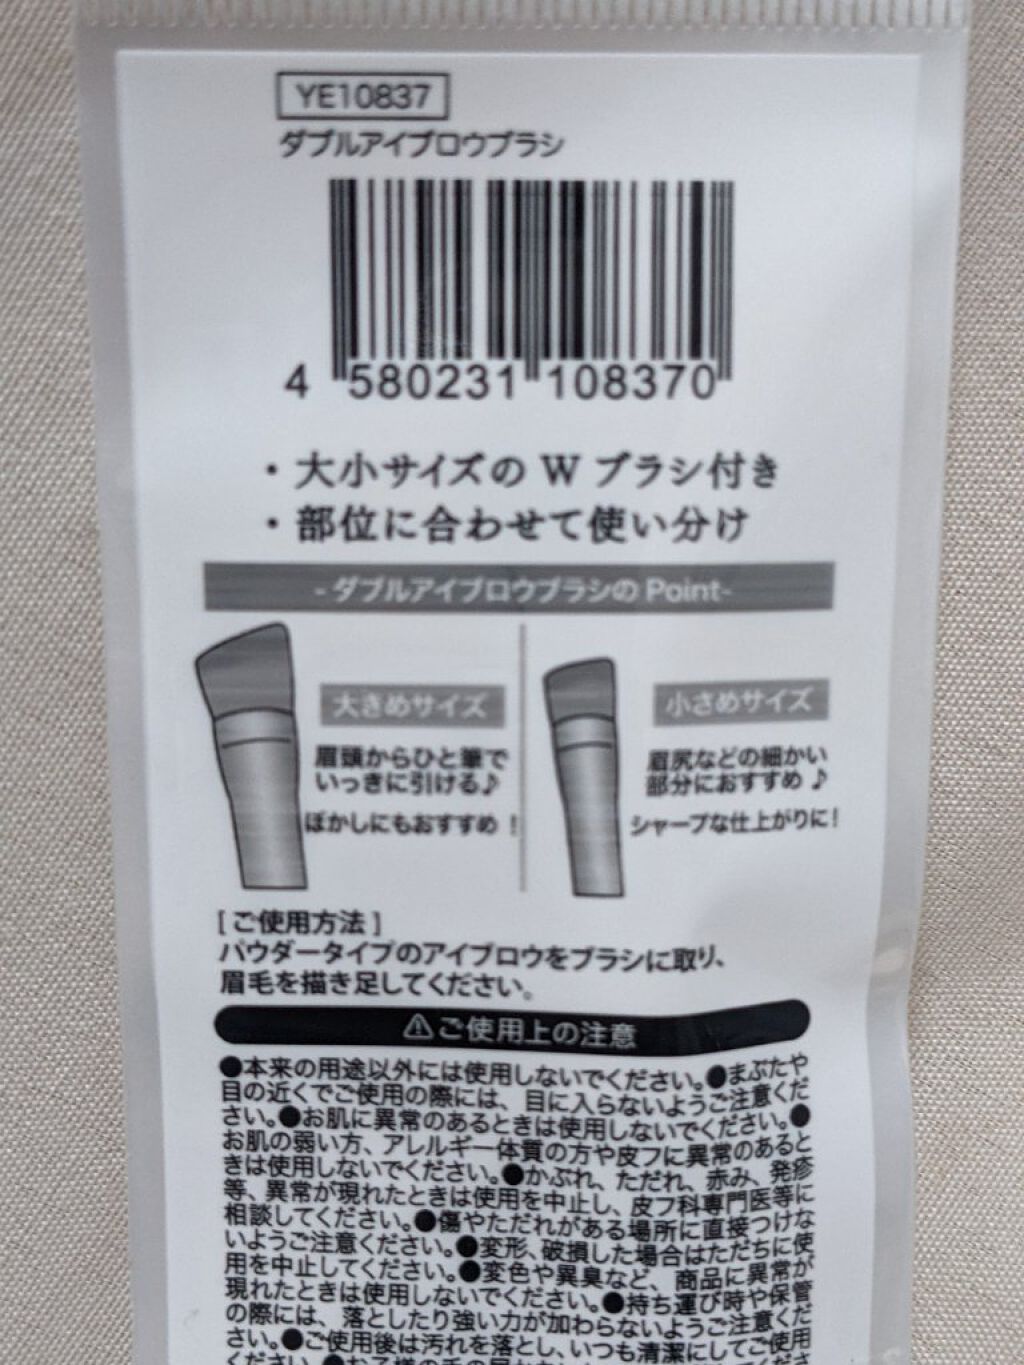 YE10837
ダブルアイブロウブラシ
4 580231 108370
・大小サイズの W ブラシ付き
・部位に合わせて使い分け
-ダブルアイブロウブラシの Point-
大きめサイズ
眉頭からひと筆で
いっきに引ける♪
ぼかしにもおすすめ！
小さめサイズ
眉尻などの細かい
部分におすすめ♪
シャープな仕上がりに！
[ご使用方法]
パウダータイプのアイブロウをブラシに取り、
眉毛を描き足してください。
⚠ご使用上の注意
●本来の用途以外には使用しないでください。●まぶたや
目の近くでご使用の際には、目に入らないようご注意くだ
さい。●お肌に異常のあるときは使用しないでください。●
お肌の弱い方、アレルギー体質の方や皮フに異常のあると
きは使用しないでください。●かぶれ、ただれ、赤み、発疹
等、異常が現れたときは使用を中止し、皮フ科専門医等に
相談してください。●傷やただれがある場所に直接つけな
いようご注意ください。●変形、破損した場合はただちに使
用を中止してください。●変色や異臭など、商品に異常が
現れたときは使用しないでください。●持ち運び時や保管
の際には、落としたり強い力が加わらないようご注意くだ
さい。●ご使用後は汚れを落とし、いつも清潔にしてご使用
ください。